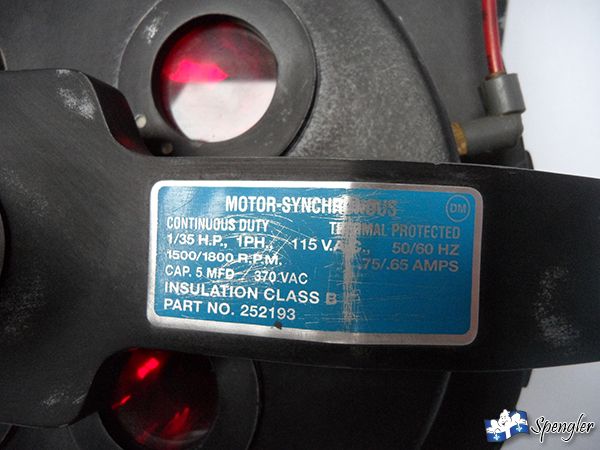 MOTOR-SYNCHRONOUS
DM
CONTINUOUS DUTY THERMAL PROTECTED
1/35 H.P., 1PH., 115 V.A.C., 50/60 HZ
1500/1800 R.P.M. .75/.65 AMPS
CAP. 5 MFD - 370 VAC
INSULATION CLASS B
PART NO. 252193
Spengler